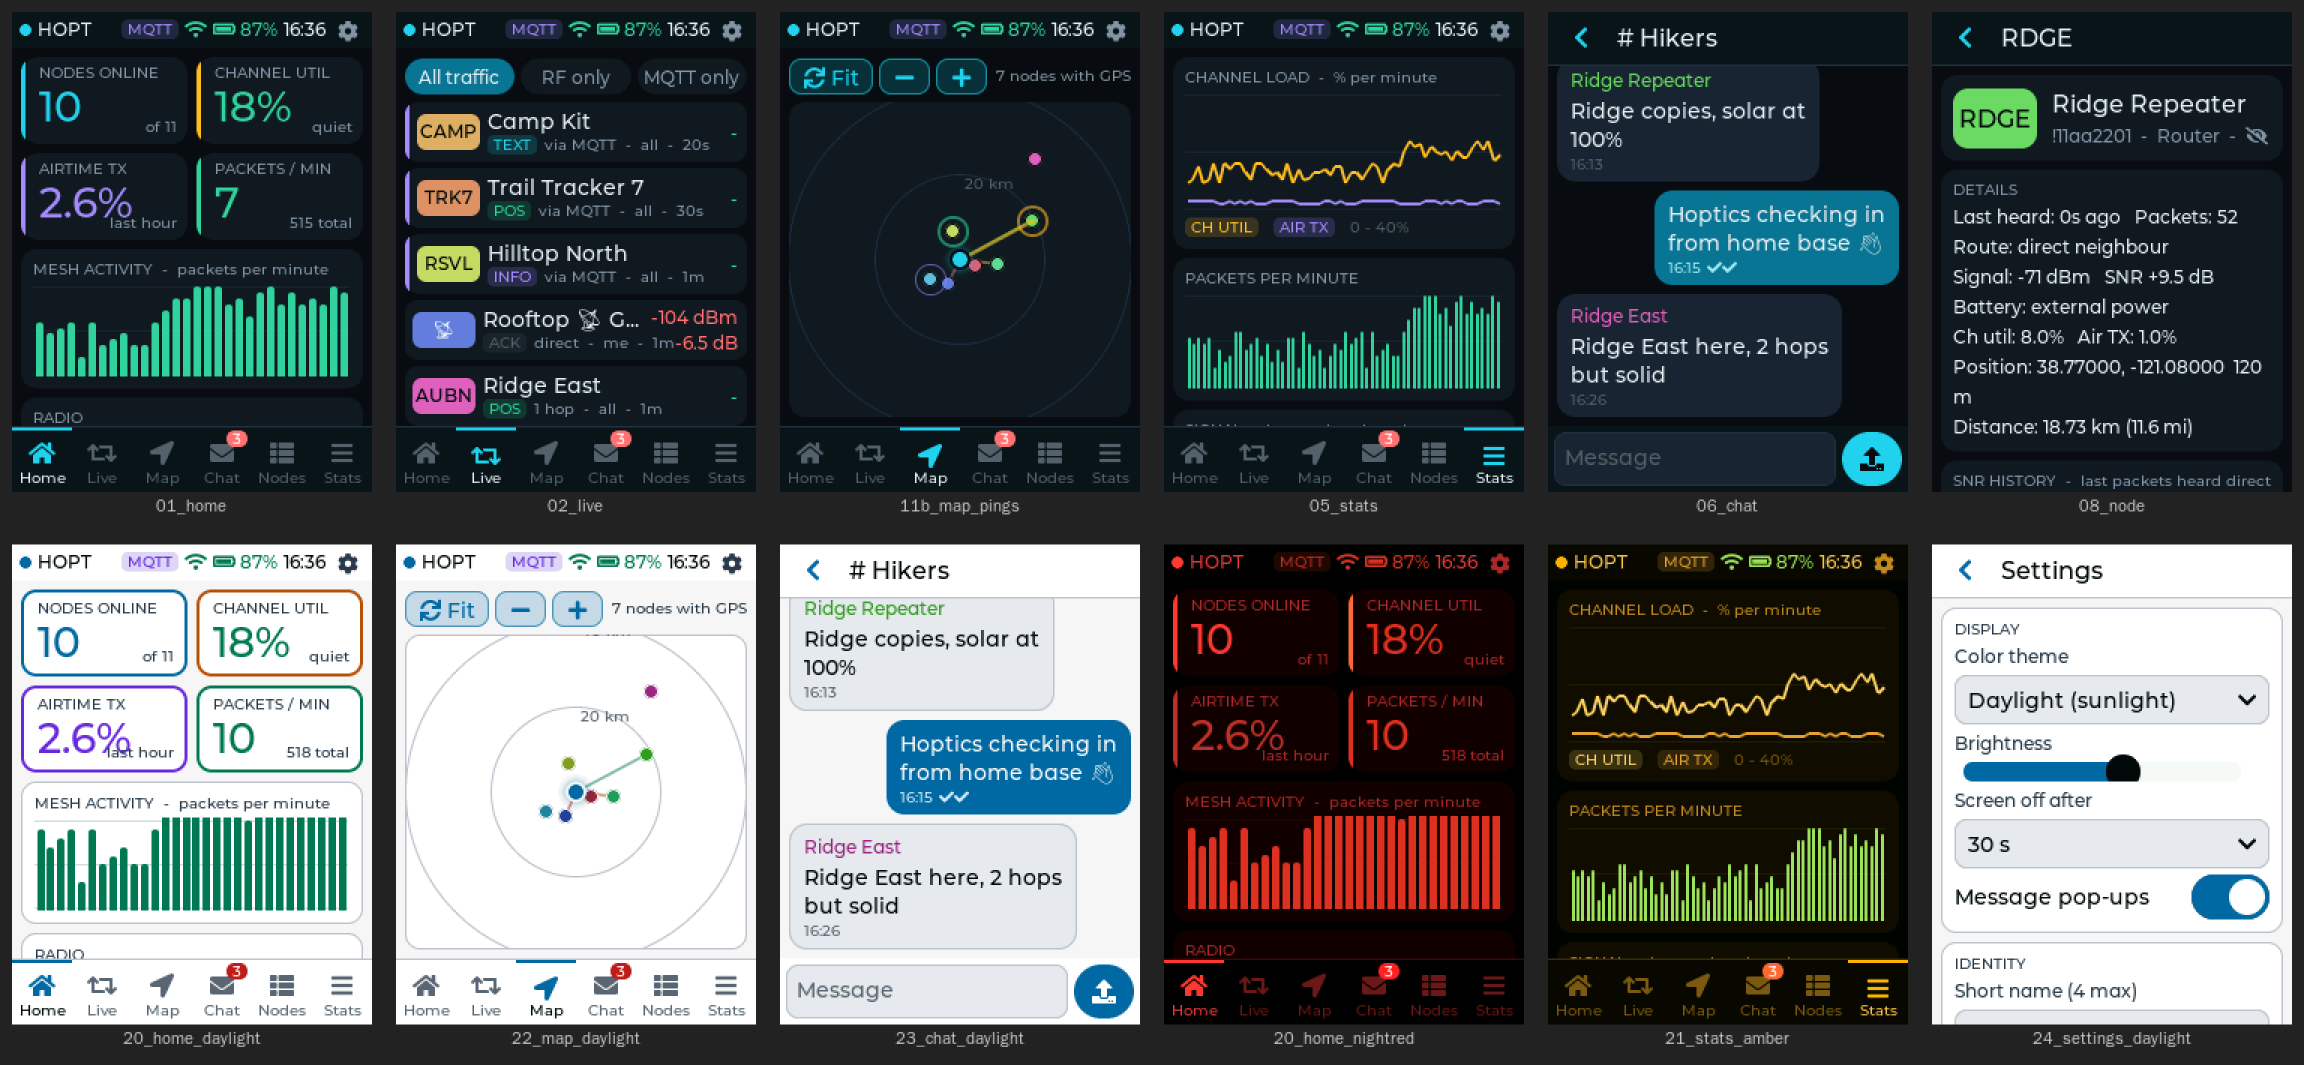 HOPT MQTT 87% 16:36
NODES ONLINE
10
of 11
CHANNEL UTIL
18%
quiet
AIRTIME TX
2.6%
last hour
PACKETS / MIN
7
515 total
MESH ACTIVITY - packets per minute
RADIO
3
Home Live Map Chat Nodes Stats
01_home
HOPT MQTT 87% 16:36
All traffic RF only MQTT only
CAMP Camp Kit
TEXT via MQTT - all - 20s -
TRK7 Trail Tracker 7
POS via MQTT - all - 30s -
RSVL Hilltop North
INFO via MQTT - all - 1m -
Rooftop G... -104 dBm
ACK direct - me - 1m -6.5 dB
AUBN Ridge East
POS 1 hop - all - 1m -
3
Home Live Map Chat Nodes Stats
02_live
HOPT MQTT 87% 16:36
Fit − + 7 nodes with GPS
20 km
3
Home Live Map Chat Nodes Stats
11b_map_pings
HOPT MQTT 87% 16:36
CHANNEL LOAD - % per minute
CH UTIL AIR TX 0 - 40%
PACKETS PER MINUTE
3
Home Live Map Chat Nodes Stats
05_stats
# Hikers
Ridge Repeater
Ridge copies, solar at
100%
16:13
Hoptics checking in
from home base 👋
16:15
Ridge East
Ridge East here, 2 hops
but solid
16:26
Message
06_chat
RDGE
RDGE Ridge Repeater
!11aa2201 - Router -
DETAILS
Last heard: 0s ago Packets: 52
Route: direct neighbour
Signal: -71 dBm SNR +9.5 dB
Battery: external power
Ch util: 8.0% Air TX: 1.0%
Position: 38.77000, -121.08000 120
m
Distance: 18.73 km (11.6 mi)
SNR HISTORY - last packets heard direct
08_node
HOPT MQTT 87% 16:36
NODES ONLINE
10
of 11
CHANNEL UTIL
18%
quiet
AIRTIME TX
2.6%
last hour
PACKETS / MIN
10
518 total
MESH ACTIVITY - packets per minute
RADIO
3
Home Live Map Chat Nodes Stats
20_home_daylight
HOPT MQTT 87% 16:36
Fit − + 7 nodes with GPS
20 km
3
Home Live Map Chat Nodes Stats
22_map_daylight
# Hikers
Ridge Repeater
Ridge copies, solar at
100%
16:13
Hoptics checking in
from home base 👋
16:15
Ridge East
Ridge East here, 2 hops
but solid
16:26
Message
23_chat_daylight
HOPT MQTT 87% 16:36
NODES ONLINE
10
of 11
CHANNEL UTIL
18%
quiet
AIRTIME TX
2.6%
last hour
PACKETS / MIN
10
518 total
MESH ACTIVITY - packets per minute
RADIO
3
Home Live Map Chat Nodes Stats
20_home_nightred
HOPT MQTT 87% 16:36
CHANNEL LOAD - % per minute
CH UTIL AIR TX 0 - 40%
PACKETS PER MINUTE
3
Home Live Map Chat Nodes Stats
21_stats_amber
Settings
DISPLAY
Color theme
Daylight (sunlight)
Brightness
Screen off after
30 s
Message pop-ups
IDENTITY
Short name (4 max)
24_settings_daylight